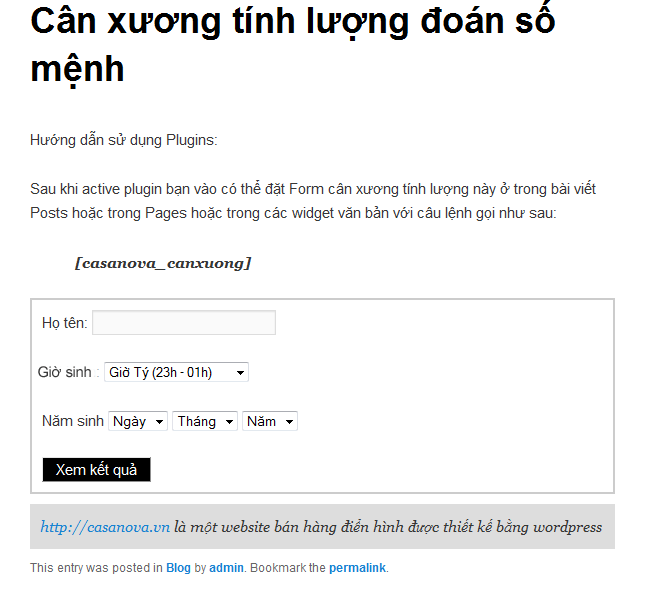 Cân xương tính lượng đoán số
mệnh
Hướng dẫn sử dụng Plugins:
Sau khi active plugin bạn vào có thể đặt Form cân xương tính lượng này ở trong bài viết
Posts hoặc trong Pages hoặc trong các widget văn bản với câu lệnh gọi như sau:
[casanova_canxuong]
Họ tên:
Giờ sinh : Giờ Tý (23h - 01h)
Năm sinh Ngày Tháng Năm
Xem kết quả
http://casanova.vn là một website bán hàng điển hình được thiết kế bằng wordpress
This entry was posted in Blog by admin. Bookmark the permalink.